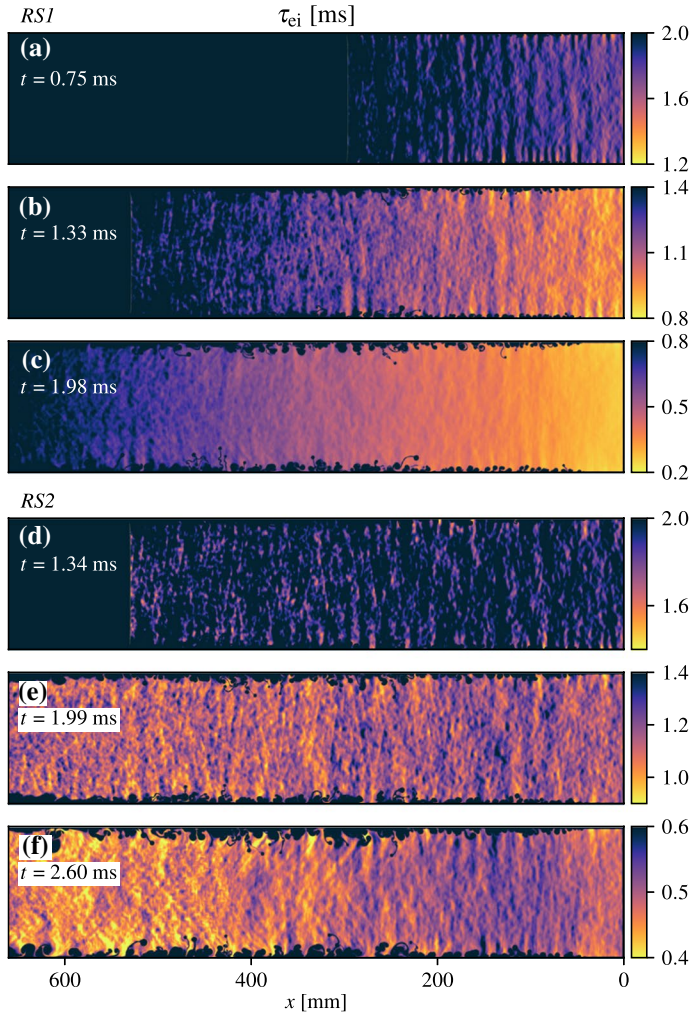 RS1
τei [ms]
(a)
t = 0.75 ms
2.0
1.6
1.2
(b)
t = 1.33 ms
1.4
1.1
0.8
(c)
t = 1.98 ms
0.8
0.5
0.2
RS2
(d)
t = 1.34 ms
2.0
1.6
(e)
t = 1.99 ms
1.4
1.2
1.0
(f)
t = 2.60 ms
0.6
0.5
0.4
600 400 200 0
x [mm]